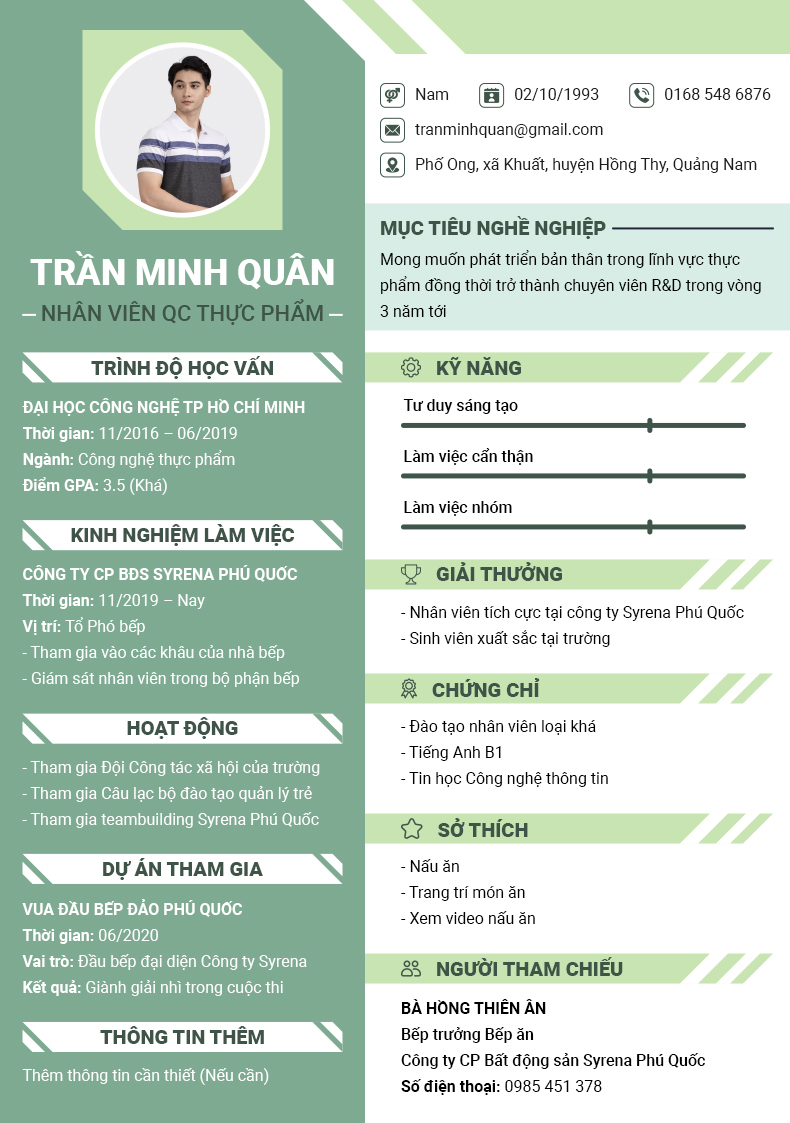 TRẦN MINH QUÂN
NHÂN VIÊN QC THỰC PHẨM
TRÌNH ĐỘ HỌC VẤN
ĐẠI HỌC CÔNG NGHỆ TP HỒ CHÍ MINH
Thời gian: 11/2016 – 06/2019
Ngành: Công nghệ thực phẩm
Điểm GPA: 3.5 (Khá)
KINH NGHIỆM LÀM VIỆC
CÔNG TY CP BĐS SYRENA PHÚ QUỐC
Thời gian: 11/2019 – Nay
Vị trí: Tổ Phó bếp
- Tham gia vào các khâu của nhà bếp
- Giám sát nhân viên trong bộ phận bếp
HOẠT ĐỘNG
- Tham gia Đội Công tác xã hội của trường
- Tham gia Câu lạc bộ đào tạo quản lý trẻ
- Tham gia teambuilding Syrena Phú Quốc
DỰ ÁN THAM GIA
VUA ĐẦU BẾP ĐẢO PHÚ QUỐC
Thời gian: 06/2020
Vai trò: Đầu bếp đại diện Công ty Syrena
Kết quả: Giành giải nhì trong cuộc thi
THÔNG TIN THÊM
Thêm thông tin cần thiết (Nếu cần)
Nam 02/10/1993 0168 548 6876
tranminhquan@gmail.com
Phố Ong, xã Khuất, huyện Hồng Thy, Quảng Nam
MỤC TIÊU NGHỀ NGHIỆP
Mong muốn phát triển bản thân trong lĩnh vực thực
phẩm đồng thời trở thành chuyên viên R&D trong vòng
3 năm tới
KỸ NĂNG
Tư duy sáng tạo
Làm việc cẩn thận
Làm việc nhóm
GIẢI THƯỞNG
- Nhân viên tích cực tại công ty Syrena Phú Quốc
- Sinh viên xuất sắc tại trường
CHỨNG CHỈ
- Đào tạo nhân viên loại khá
- Tiếng Anh B1
- Tin học Công nghệ thông tin
SỞ THÍCH
- Nấu ăn
- Trang trí món ăn
- Xem video nấu ăn
NGƯỜI THAM CHIẾU
BÀ HỒNG THIÊN ÂN
Bếp trưởng Bếp ăn
Công ty CP Bất động sản Syrena Phú Quốc
Số điện thoại: 0985 451 378